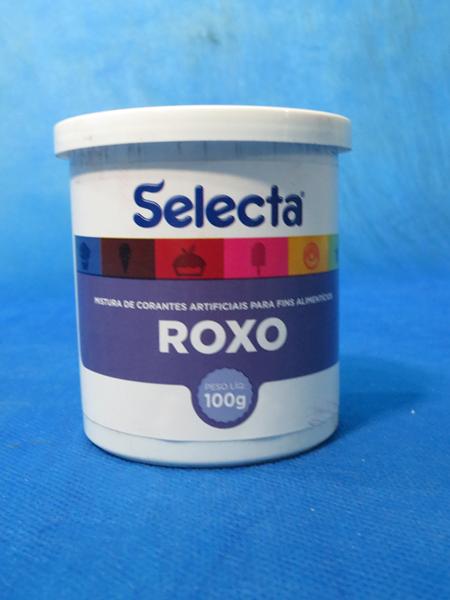 Selecta®
MISTURA DE CORANTES ARTIFICIAIS PARA FINS ALIMENTÍCIOS
ROXO
PESO LÍQ.
100g